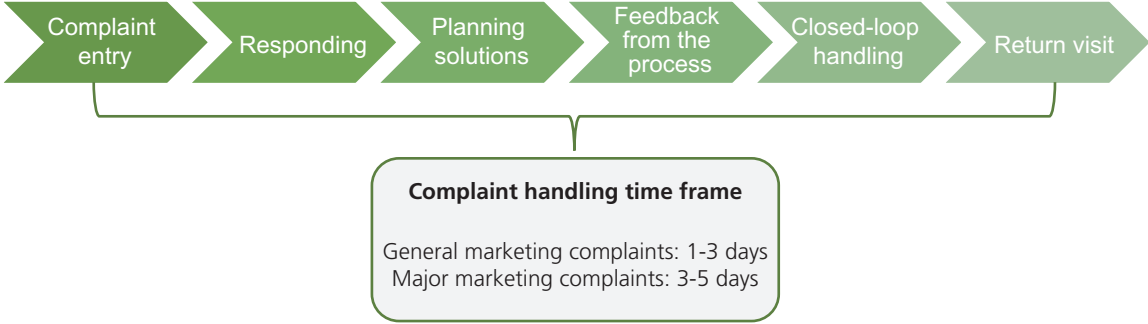 Complaint
entry
Responding
Planning
solutions
Feedback
from the
process
Closed-loop
handling
Return visit
Complaint handling time frame
General marketing complaints: 1-3 days
Major marketing complaints: 3-5 days